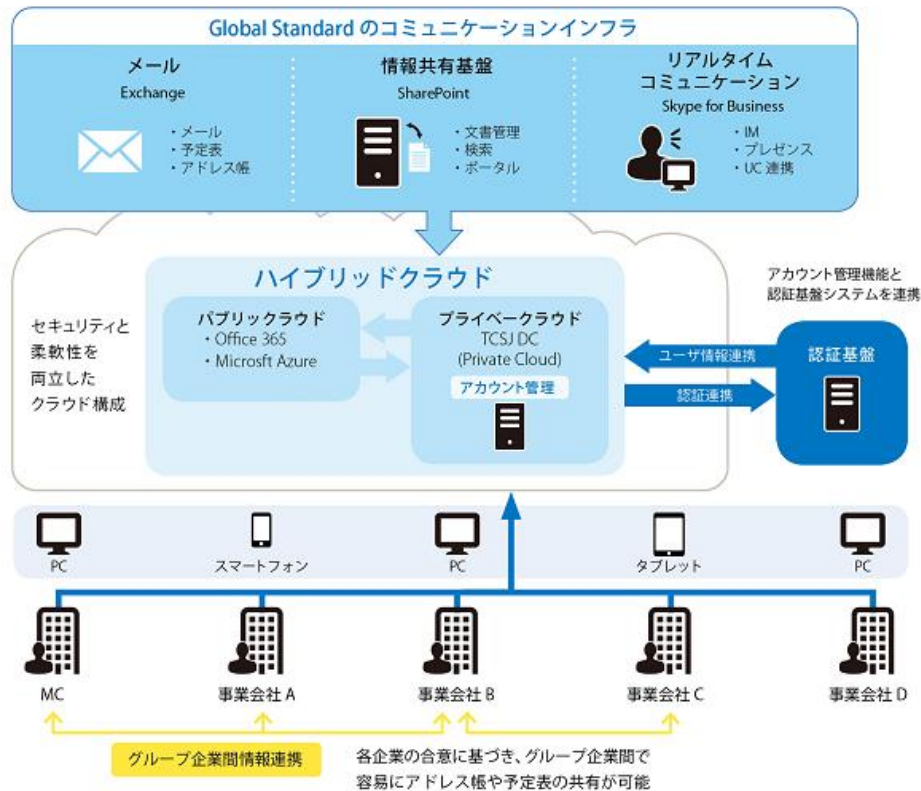 Global Standard のコミュニケーションインフラ
メール
Exchange
・メール
・予定表
・アドレス帳
情報共有基盤
SharePoint
・文書管理
・検索
・ポータル
リアルタイム
コミュニケーション
Skype for Business
・IM
・プレゼンス
・UC 連携
ハイブリッドクラウド
セキュリティと
柔軟性を
両立した
クラウド構成
パブリックラウド
・Office 365
・Microsft Azure
プライベークラウド
TCSJ DC
(Private Cloud)
アカウント管理
アカウント管理機能と
認証基盤システムを連携
ユーザ情報連携
認証連携
認証基盤
PC
スマートフォン
PC
タブレット
PC
MC
事業会社 A
事業会社 B
事業会社 C
事業会社 D
グループ企業間情報連携
各企業の合意に基づき、グループ企業間で
容易にアドレス帳や予定表の共有が可能